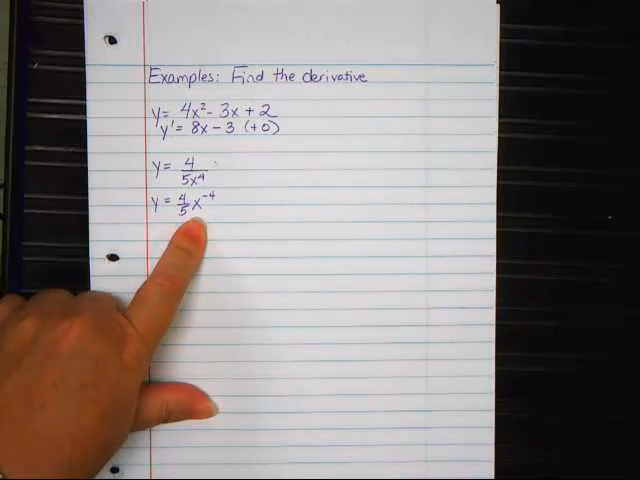 Examples: Find the derivative
y = 4x² - 3x + 2
y' = 8x - 3 (+0)
y = 4/5x⁴
y = 4/5 x⁻⁴